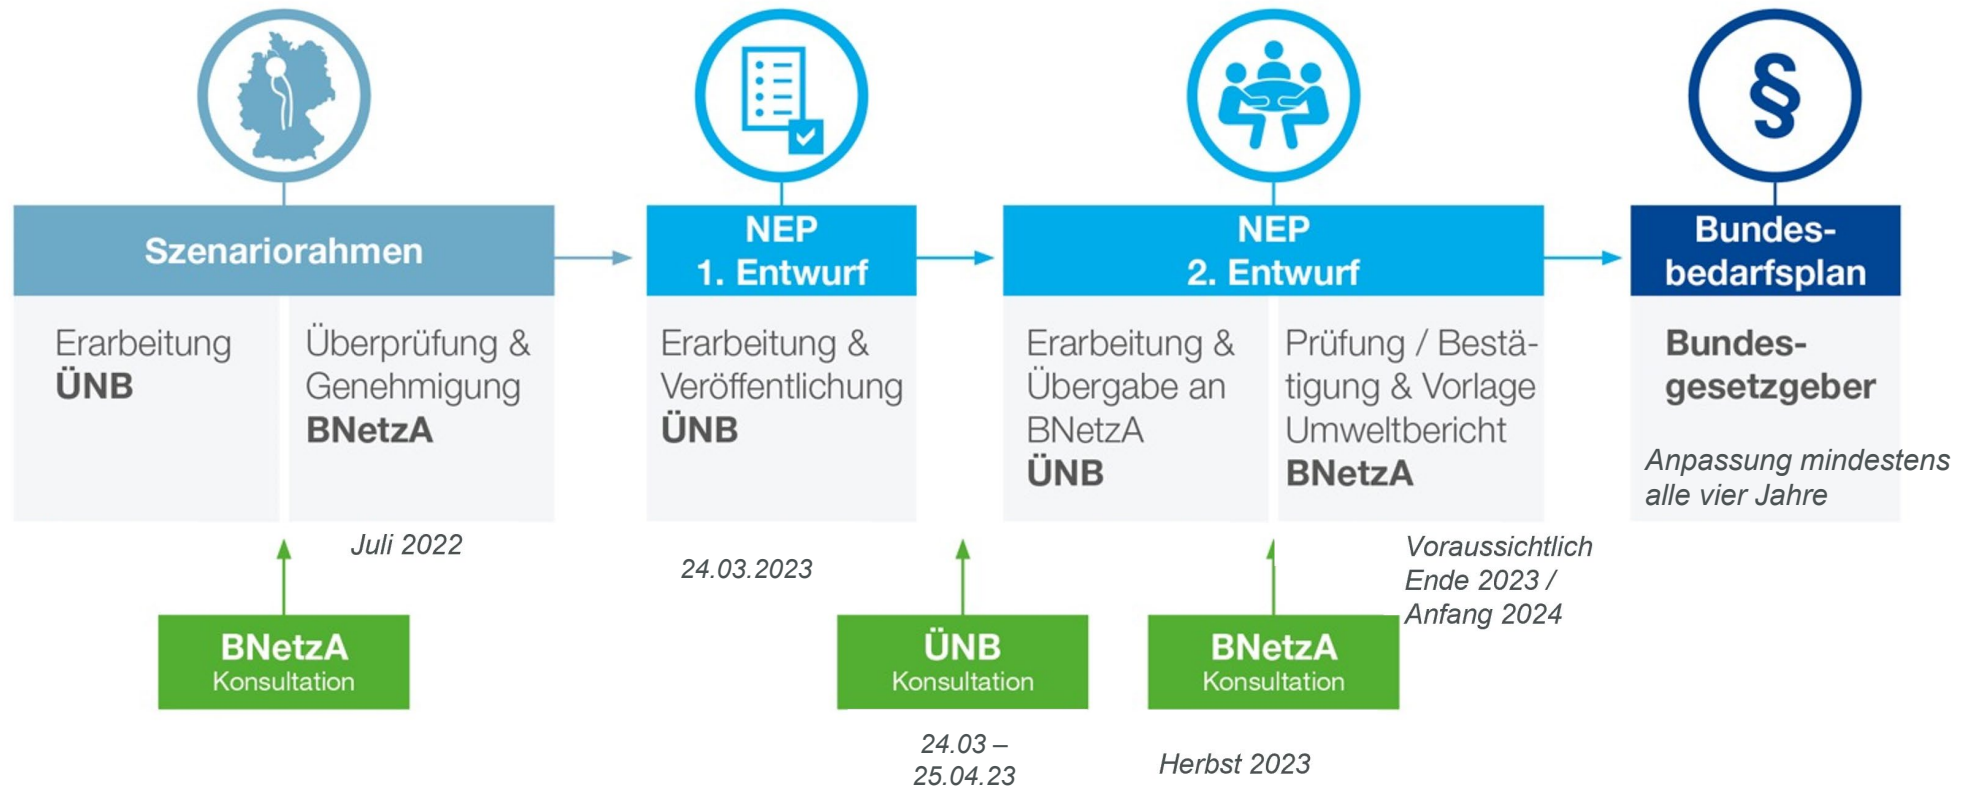 §
Szenariorahmen
NEP
1. Entwurf
NEP
2. Entwurf
Bundes-
bedarfsplan
Erarbeitung
ÜNB
Überprüfung &
Genehmigung
BNetzA
Erarbeitung &
Veröffentlichung
ÜNB
Erarbeitung &
Übergabe an
BNetzA
ÜNB
Prüfung / Bestä-
tigung & Vorlage
Umweltbericht
BNetzA
Bundes-
gesetzgeber
Anpassung mindestens
alle vier Jahre
Juli 2022
24.03.2023
Voraussichtlich
Ende 2023 /
Anfang 2024
BNetzA
Konsultation
ÜNB
Konsultation
BNetzA
Konsultation
24.03 –
25.04.23
Herbst 2023